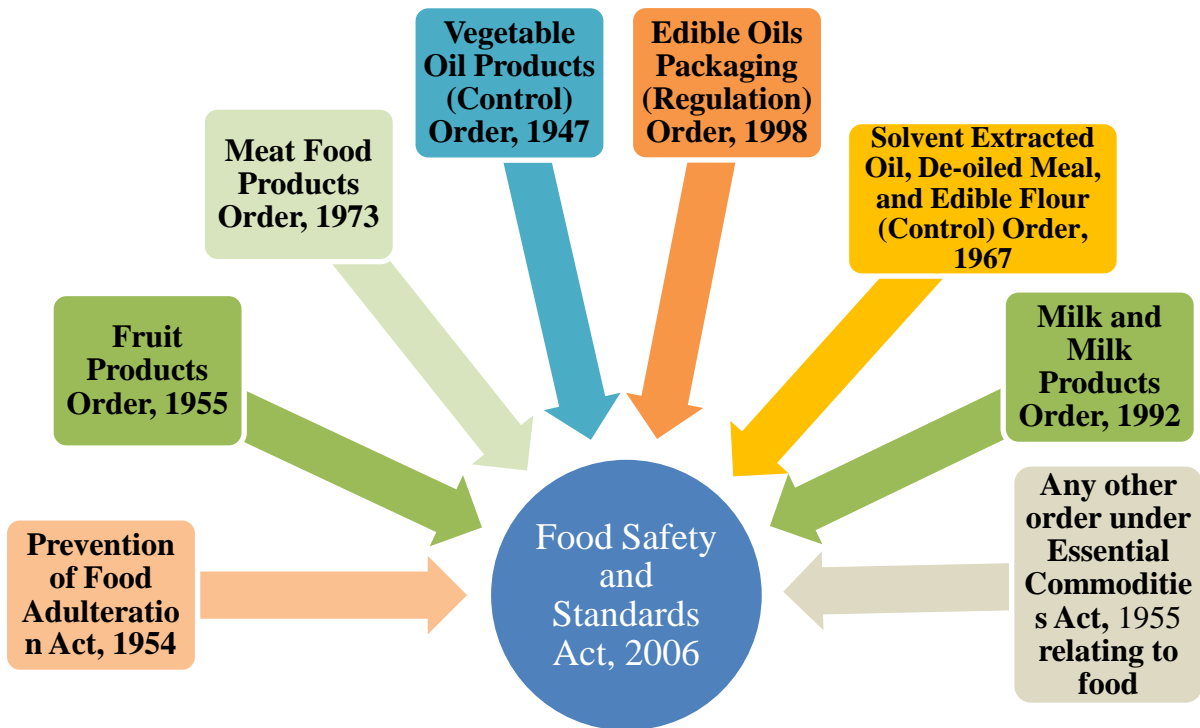 Vegetable
Oil Products
(Control)
Order, 1947
Edible Oils
Packaging
(Regulation)
Order, 1998
Meat Food
Products
Order, 1973
Solvent Extracted
Oil, De-oiled Meal,
and Edible Flour
(Control) Order,
1967
Fruit
Products
Order, 1955
Milk and
Milk
Products
Order, 1992
Prevention
of Food
Adulteratio
n Act, 1954
Food Safety
and
Standards
Act, 2006
Any other
order under
Essential
Commoditie
s Act, 1955
relating to
food